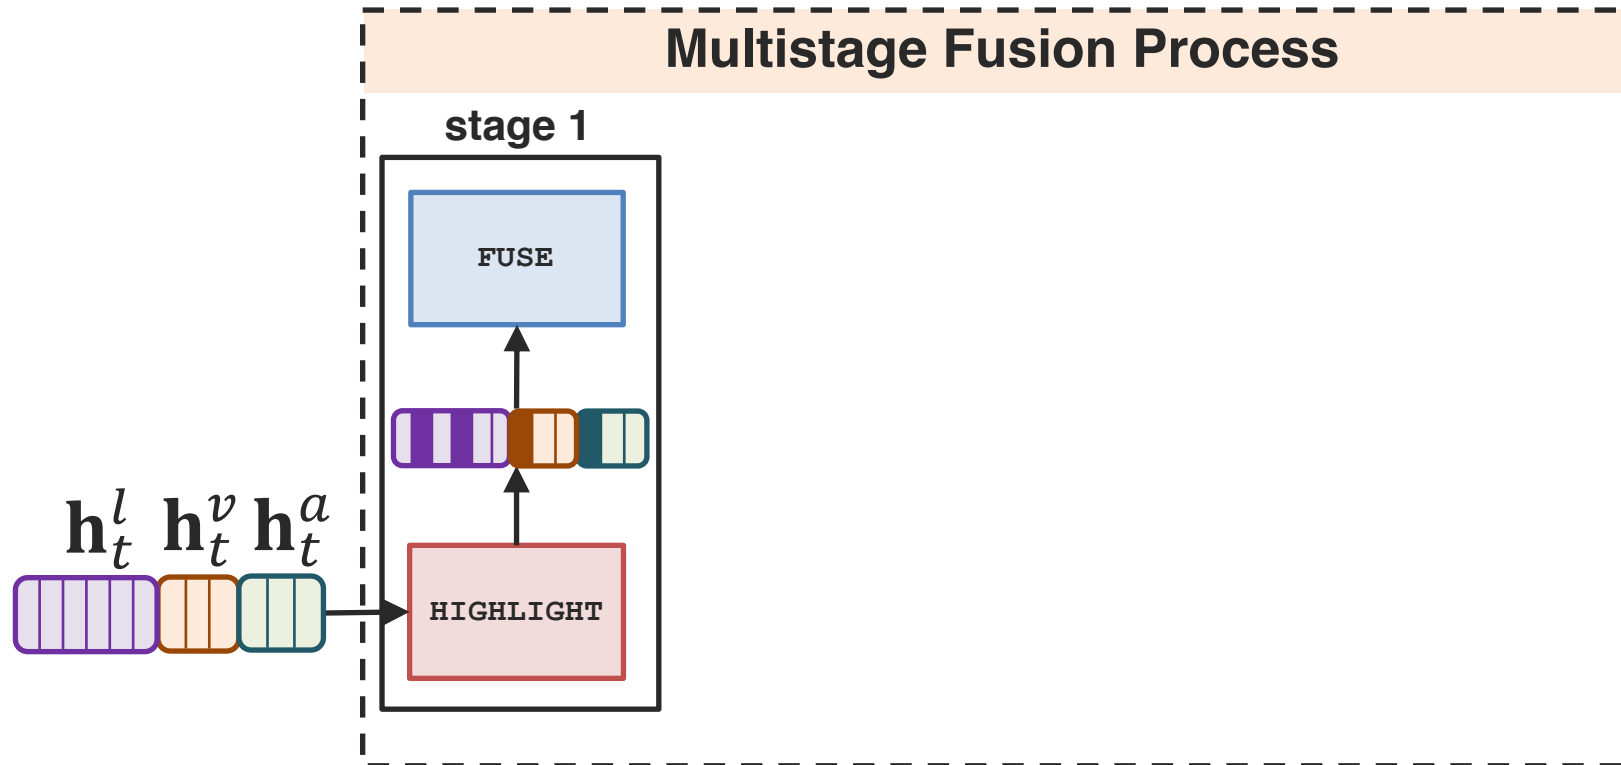 Multistage Fusion Process
stage 1
FUSE
h_t^l h_t^v h_t^a
HIGHLIGHT